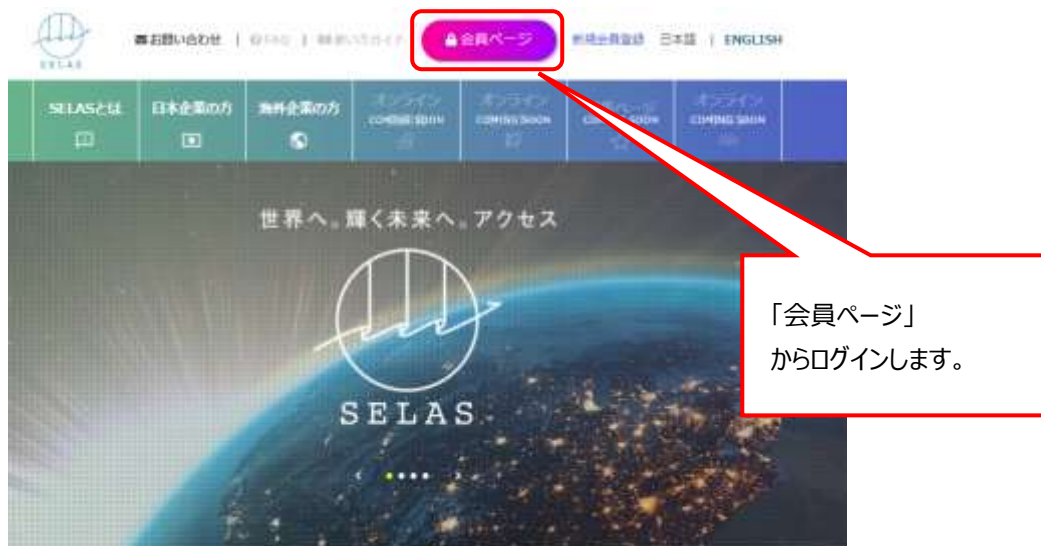 お問い合わせ | FAQ |
会員ページ
新規会員登録 日本語 | ENGLISH
SELAS
SELASとは
日本企業の方
海外企業の方
オンライン
COMING SOON
オンライン
COMING SOON
COMING SOON
オンライン
COMING SOON
世界へ。輝く未来へ。アクセス
SELAS
「会員ページ」
からログインします。